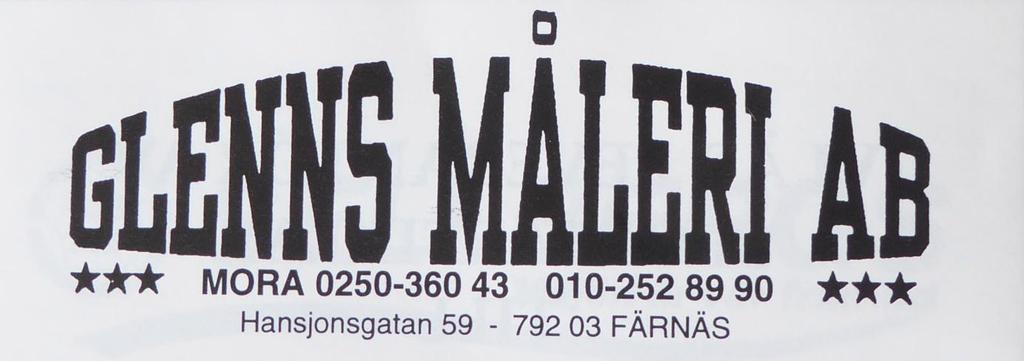 GLENNS MÅLERI AB
★★★ MORA 0250-360 43 010-252 89 90 ★★★
Hansjonsgatan 59 - 792 03 FÄRNÄS